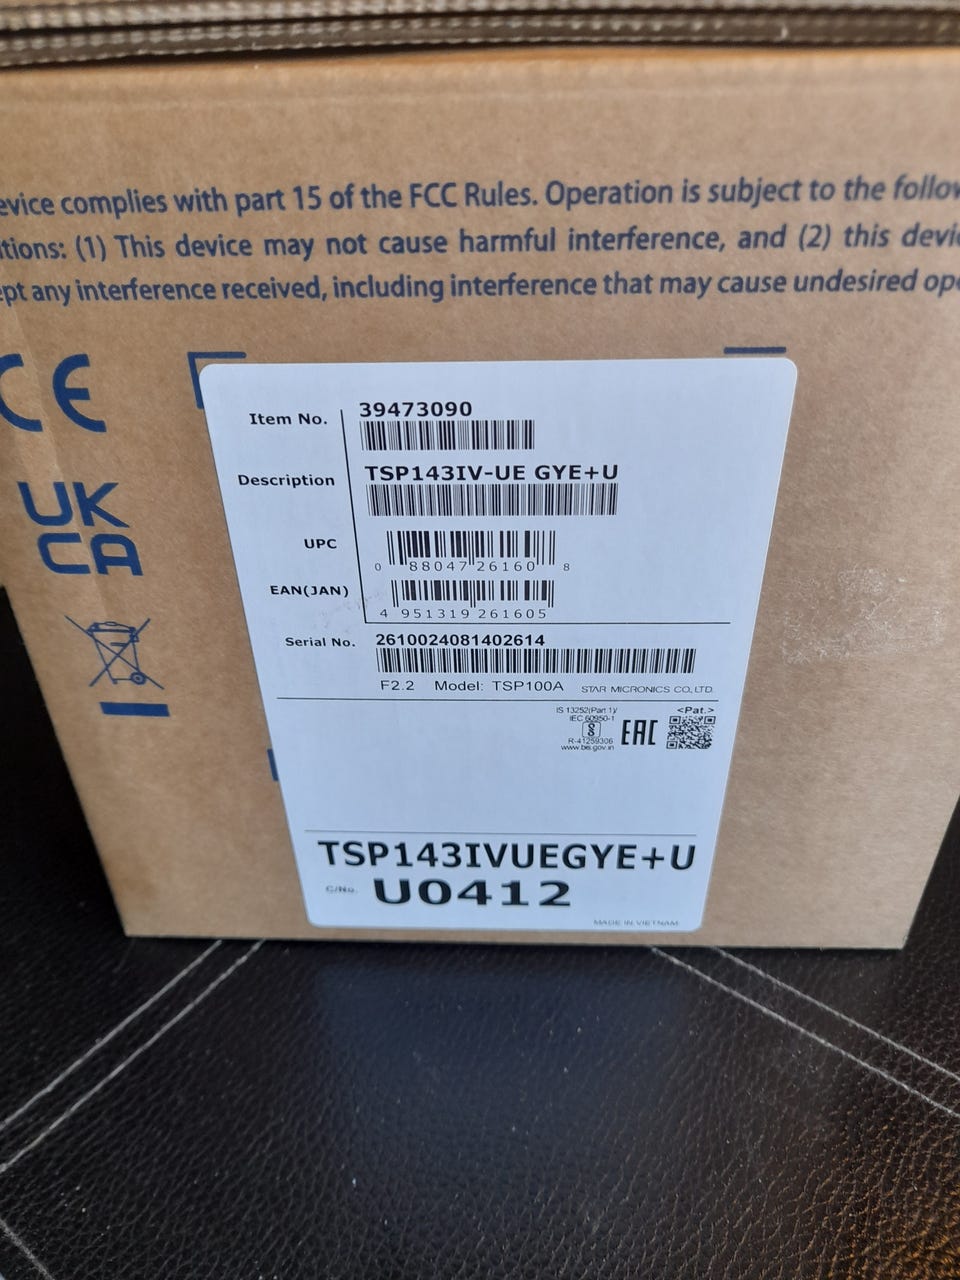 evice complies with part 15 of the FCC Rules. Operation is subject to the follow
itions: (1) This device may not cause harmful interference, and (2) this devic
ept any interference received, including interference that may cause undesired ope
CE
UK
CA
Item No. 39473090
Description TSP143IV-UE GYE+U
UPC
0 88047 26160 8
EAN(JAN)
4 951319 261605
Serial No. 2610024081402614
F2.2 Model: TSP100A STAR MICRONICS CO., LTD.
IS 13252(Part 1)/
IEC 60950-1
R-41259306
www.bis.gov.in
EAC
<Pat.>
TSP143IVUEGYE+U
C/No. U0412
MADE IN VIETNAM